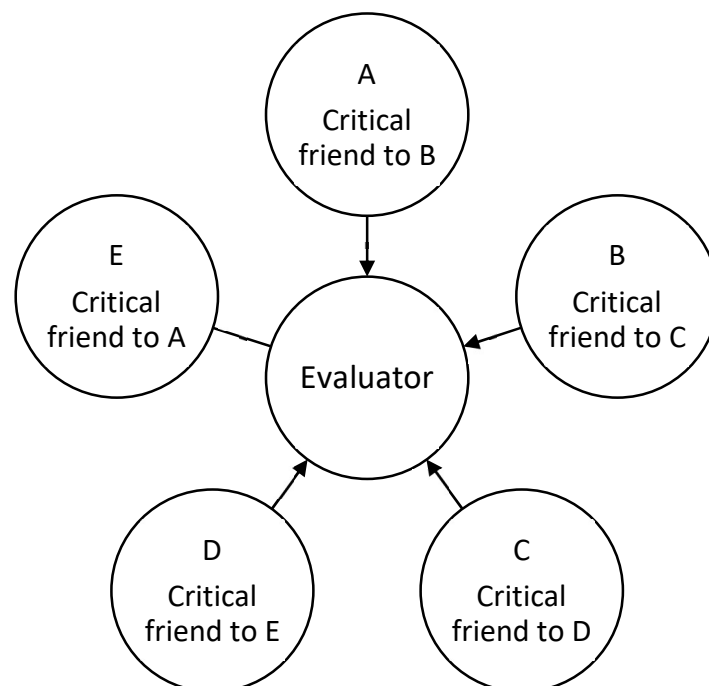 A
Critical
friend to B
E
Critical
friend to A
B
Critical
friend to C
Evaluator
D
Critical
friend to E
C
Critical
friend to D